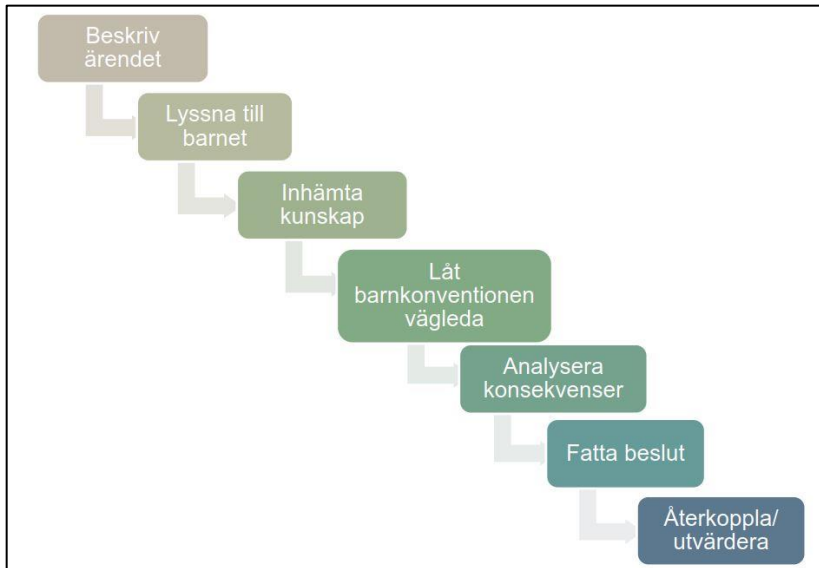 Beskriv
ärendet
Lyssna till
barnet
Inhämta
kunskap
Låt
barnkonventionen
vägleda
Analysera
konsekvenser
Fatta beslut
Återkoppla/
utvärdera